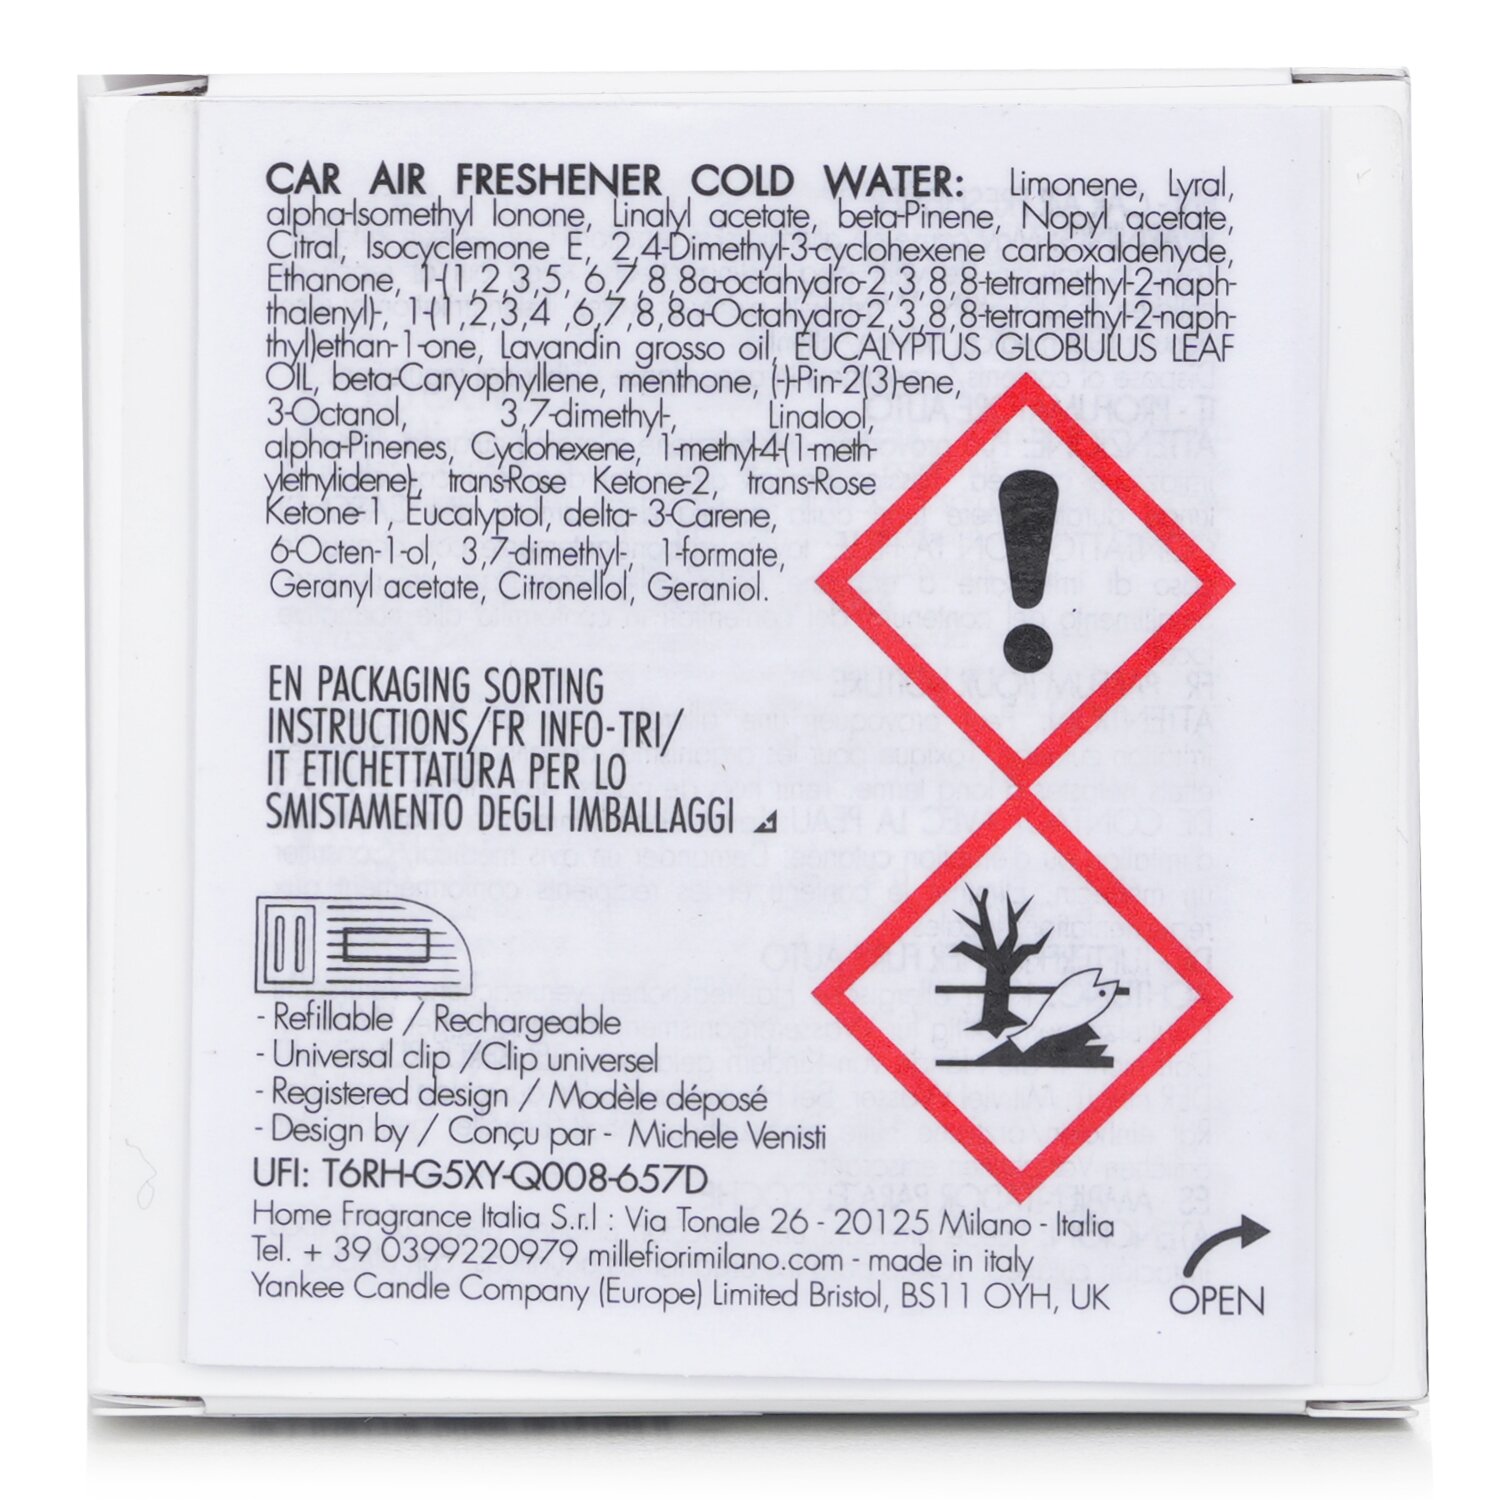 CAR AIR FRESHENER COLD WATER: Limonene, Lyral,
alpha-Isomethyl Ionone, Linalyl acetate, beta-Pinene, Nopyl acetate,
Citral, Isocyclemone E, 2,4-Dimethyl-3-cyclohexene carboxaldehyde,
Ethanone, 1-(1,2,3,5, 6,7,8,8a-octahydro-2,3,8,8-tetramethyl-2-naph-
thalenyl)-, 1-(1,2,3,4 ,6,7,8,8a-Octahydro-2,3,8,8-tetramethyl-2-naph-
thyl)ethan-1-one, Lavandin grosso oil, EUCALYPTUS GLOBULUS LEAF
OIL, beta-Caryophyllene, menthone, (-)-Pin-2(3)-ene,
3-Octanol, 3,7-dimethyl-, Linalool,
alpha-Pinenes, Cyclohexene, 1-methyl-4-(1-meth-
ylethylidene)-, trans-Rose Ketone-2, trans-Rose
Ketone-1, Eucalyptol, delta- 3-Carene,
6-Octen-1-ol, 3,7-dimethyl-, 1-formate,
Geranyl acetate, Citronellol, Geraniol.
EN PACKAGING SORTING
INSTRUCTIONS/FR INFO-TRI/
IT ETICHETTATURA PER LO
SMISTAMENTO DEGLI IMBALLAGGI
- Refillable / Rechargeable
- Universal clip /Clip universel
- Registered design / Modèle déposé
- Design by / Conçu par - Michele Venisti
UFI: T6RH-G5XY-Q008-657D
Home Fragrance Italia S.r.l : Via Tonale 26 - 20125 Milano - Italia
Tel. + 39 0399220979 millefiorimilano.com - made in italy
Yankee Candle Company (Europe) Limited Bristol, BS11 OYH, UK
OPEN